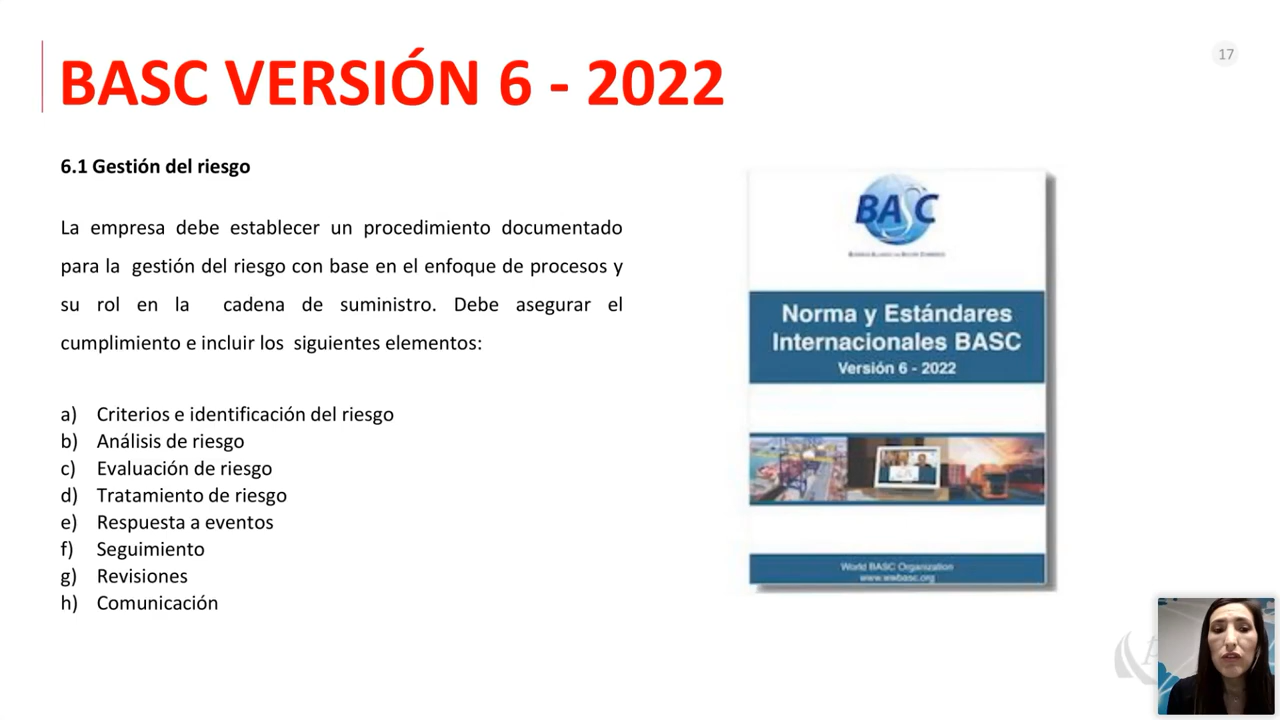 BASC VERSIÓN 6 - 2022
17
6.1 Gestión del riesgo
La empresa debe establecer un procedimiento documentado
para la gestión del riesgo con base en el enfoque de procesos y
su rol en la cadena de suministro. Debe asegurar el
cumplimiento e incluir los siguientes elementos:
a) Criterios e identificación del riesgo
b) Análisis de riesgo
c) Evaluación de riesgo
d) Tratamiento de riesgo
e) Respuesta a eventos
f) Seguimiento
g) Revisiones
h) Comunicación
BASC
Norma y Estándares
Internacionales BASC
Versión 6 - 2022
World BASC Organization
www.wbasc.org